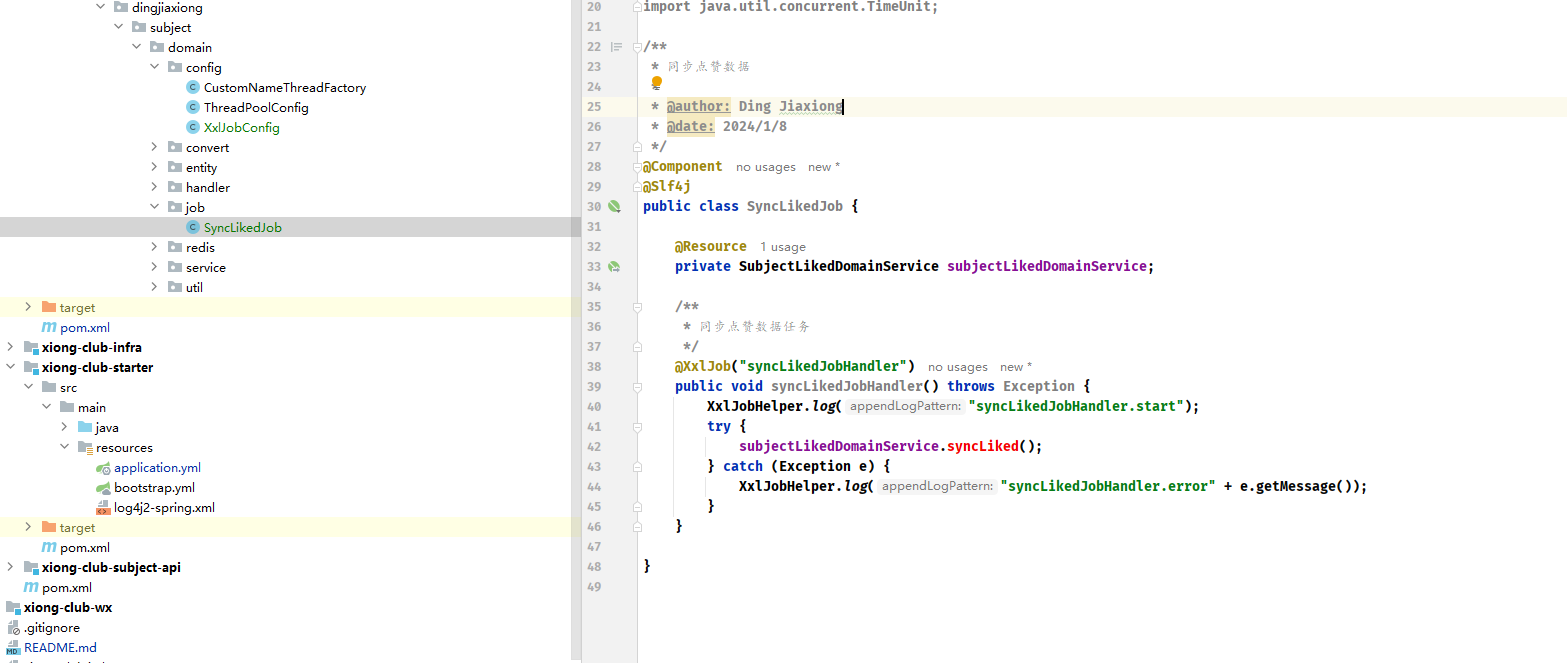 dingjiaxiong
subject
domain
config
CustomNameThreadFactory
ThreadPoolConfig
XxlJobConfig
convert
entity
handler
job
SyncLikedJob
redis
service
util
target
pom.xml
xiong-club-infra
xiong-club-starter
src
main
java
resources
application.yml
bootstrap.yml
log4j2-spring.xml
target
pom.xml
xiong-club-subject-api
pom.xml
xiong-club-wx
.gitignore
README.md
20 import java.util.concurrent.TimeUnit;
21
22 /**
23 * 同步点赞数据
24
25 * @author: Ding Jiaxiong
26 * @date: 2024/1/8
27 */
28 @Component no usages new *
29 @Slf4j
30 public class SyncLikedJob {
31
32 @Resource 1 usage
33 private SubjectLikedDomainService subjectLikedDomainService;
34
35 /**
36 * 同步点赞数据任务
37 */
38 @XxlJob("syncLikedJobHandler") no usages new *
39 public void syncLikedJobHandler() throws Exception {
40 XxlJobHelper.log( appendLogPattern: "syncLikedJobHandler.start");
41 try {
42 subjectLikedDomainService.syncLiked();
43 } catch (Exception e) {
44 XxlJobHelper.log( appendLogPattern: "syncLikedJobHandler.error" + e.getMessage());
45 }
46 }
47
48 }
49